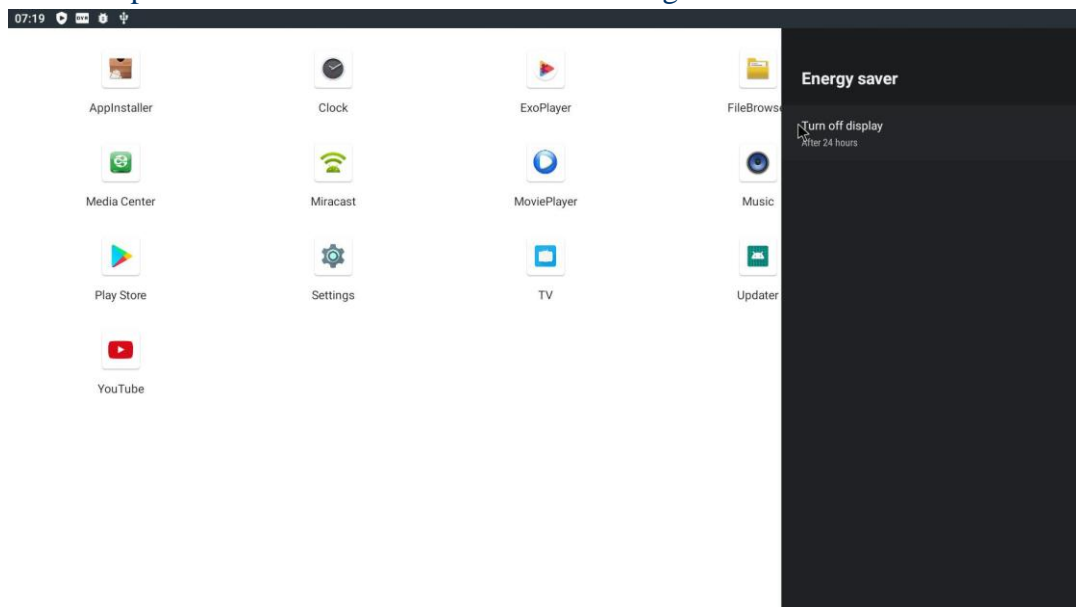 07:19
AppInstaller
Clock
ExoPlayer
FileBrowse
Energy saver
Turn off display
After 24 hours
Media Center
Miracast
MoviePlayer
Music
Play Store
Settings
TV
Updater
YouTube